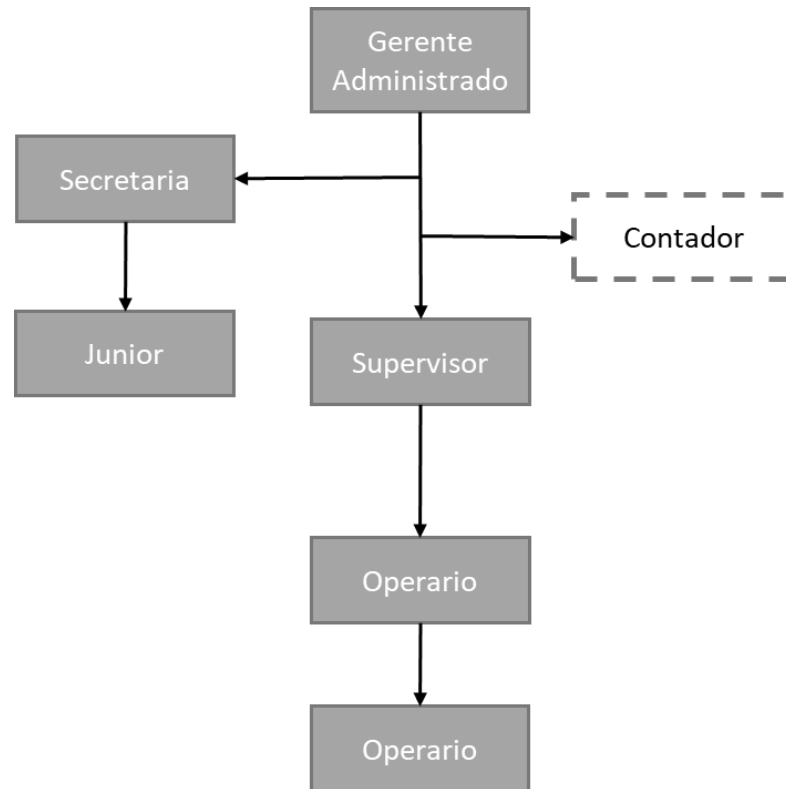 Gerente
Administrado
Secretaria
Contador
Junior
Supervisor
Operario
Operario